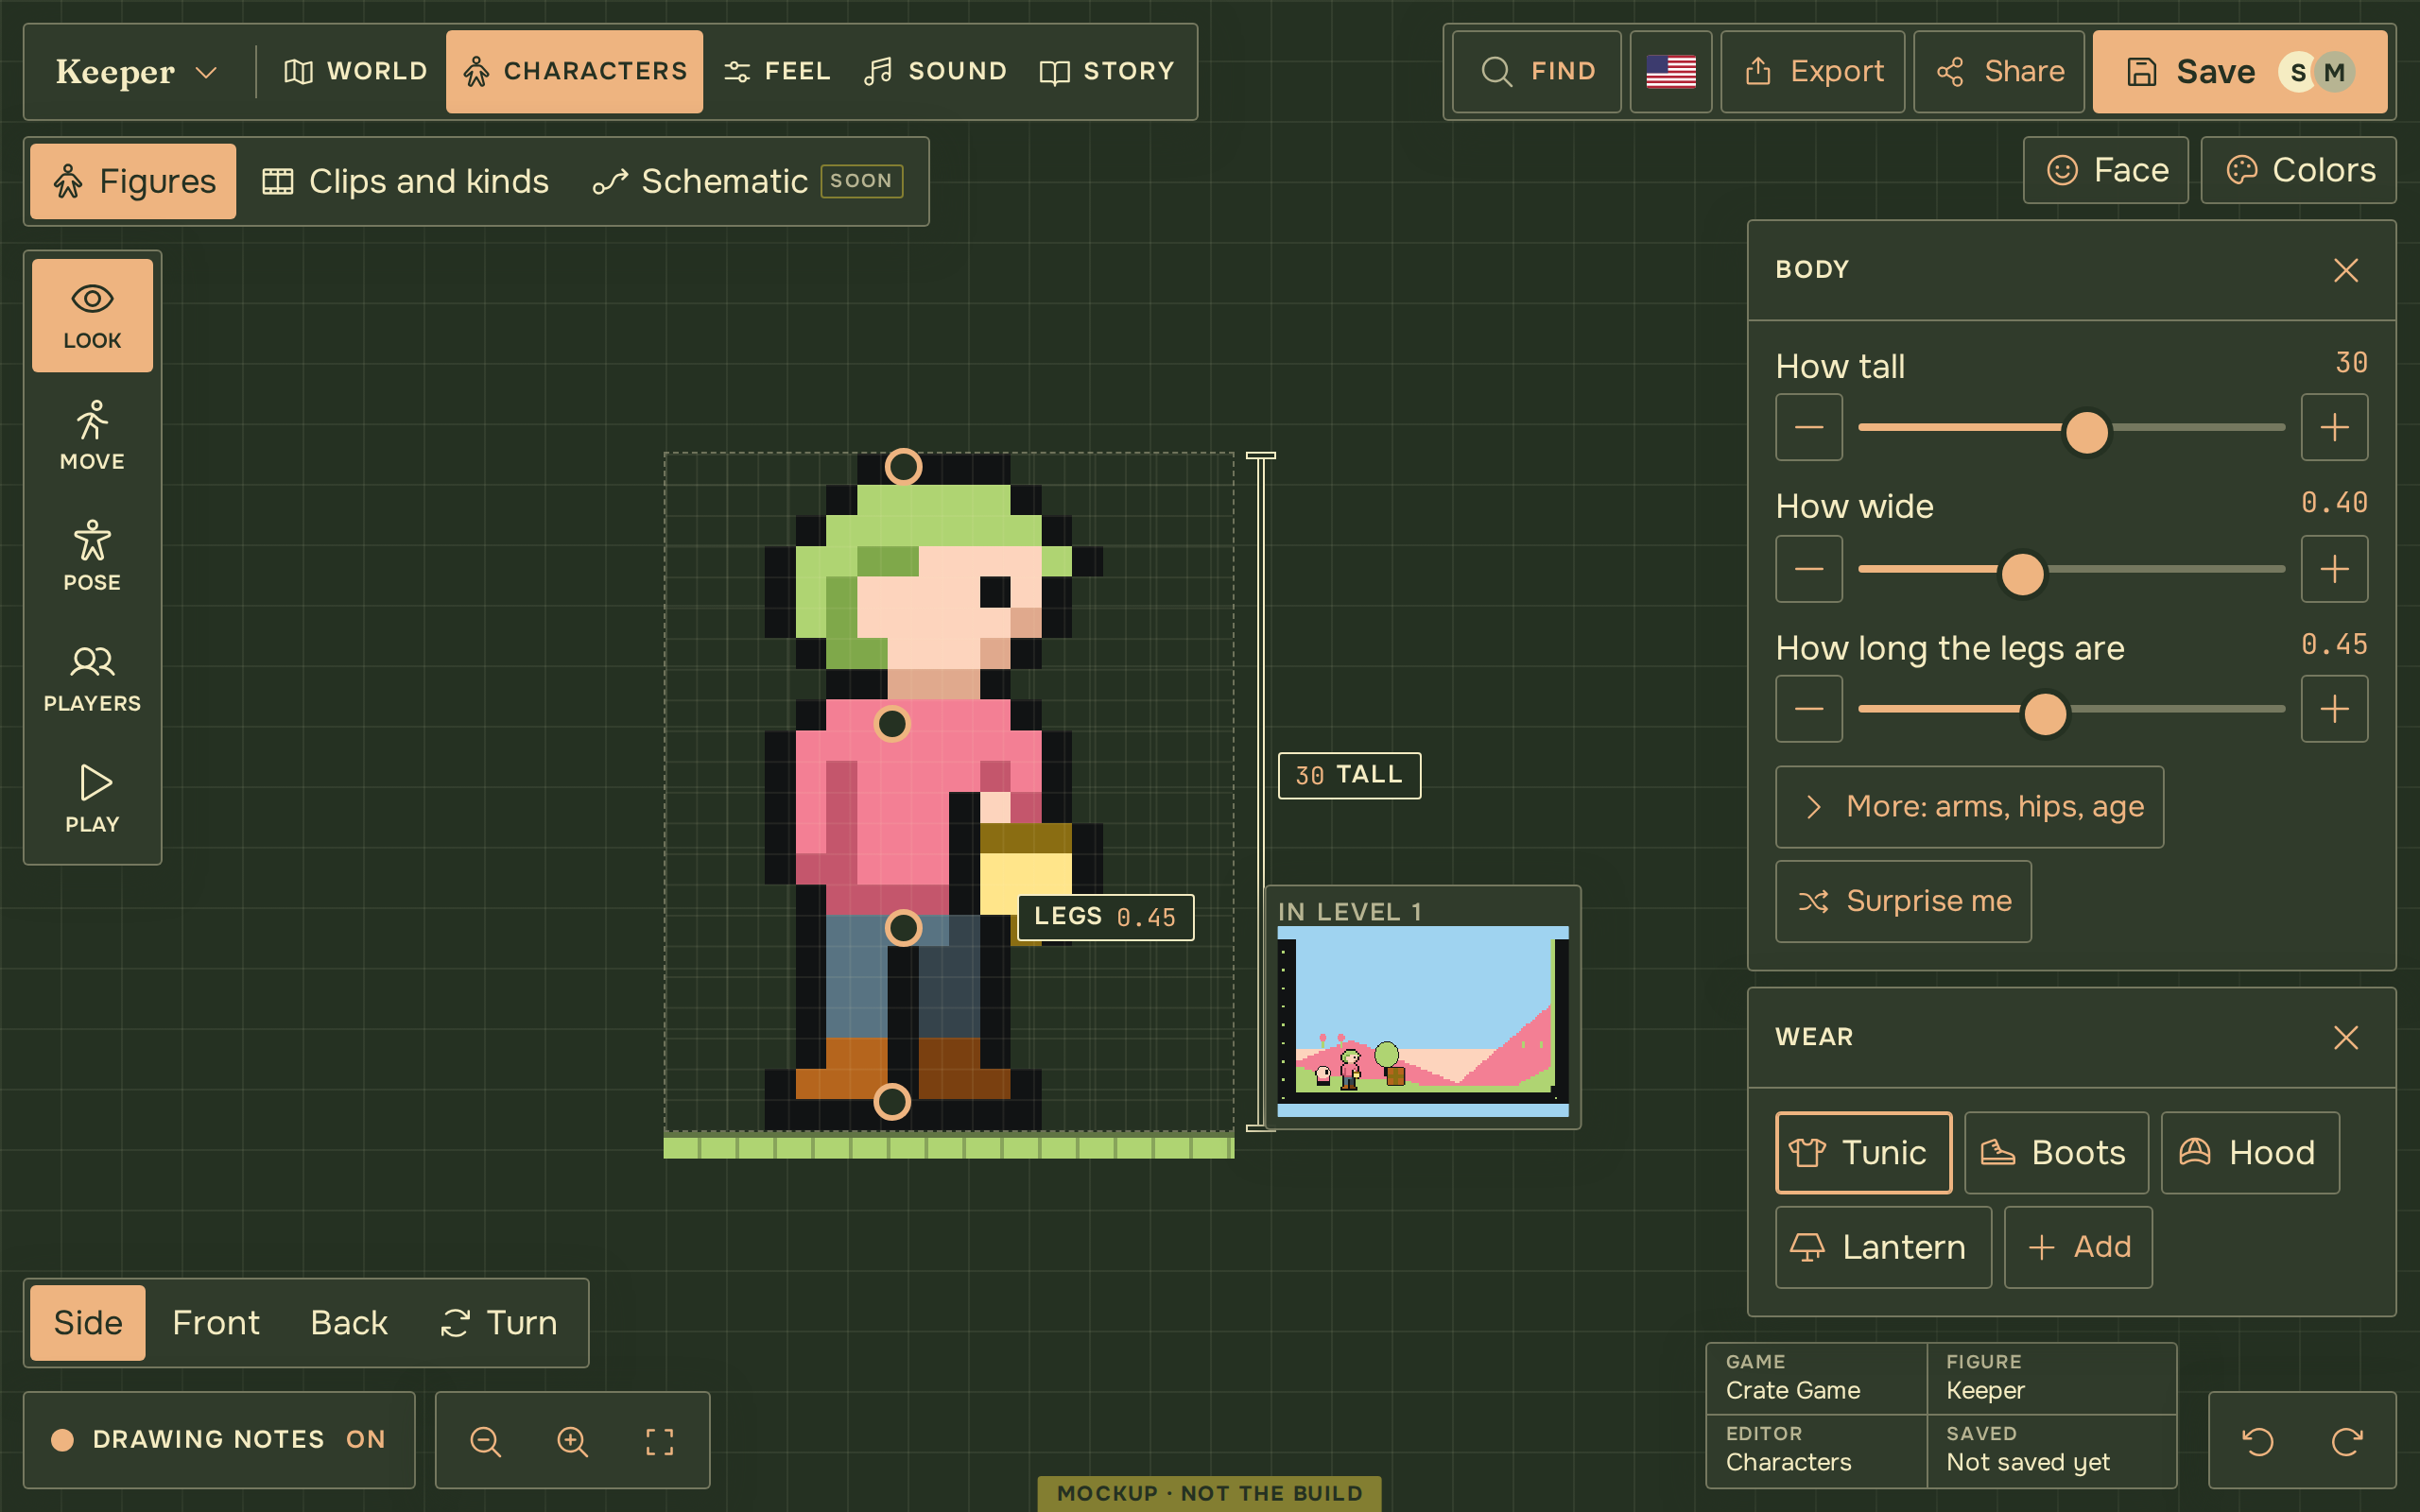 Keeper
WORLD
CHARACTERS
FEEL
SOUND
STORY
FIND
Export
Share
Save
S
M
Figures
Clips and kinds
Schematic
SOON
Face
Colors
LOOK
MOVE
POSE
PLAYERS
PLAY
BODY
How tall
30
How wide
0.40
How long the legs are
0.45
More: arms, hips, age
Surprise me
30 TALL
LEGS 0.45
IN LEVEL 1
WEAR
Tunic
Boots
Hood
Lantern
Add
Side
Front
Back
Turn
DRAWING NOTES ON
GAME
Crate Game
FIGURE
Keeper
EDITOR
Characters
SAVED
Not saved yet
MOCKUP · NOT THE BUILD